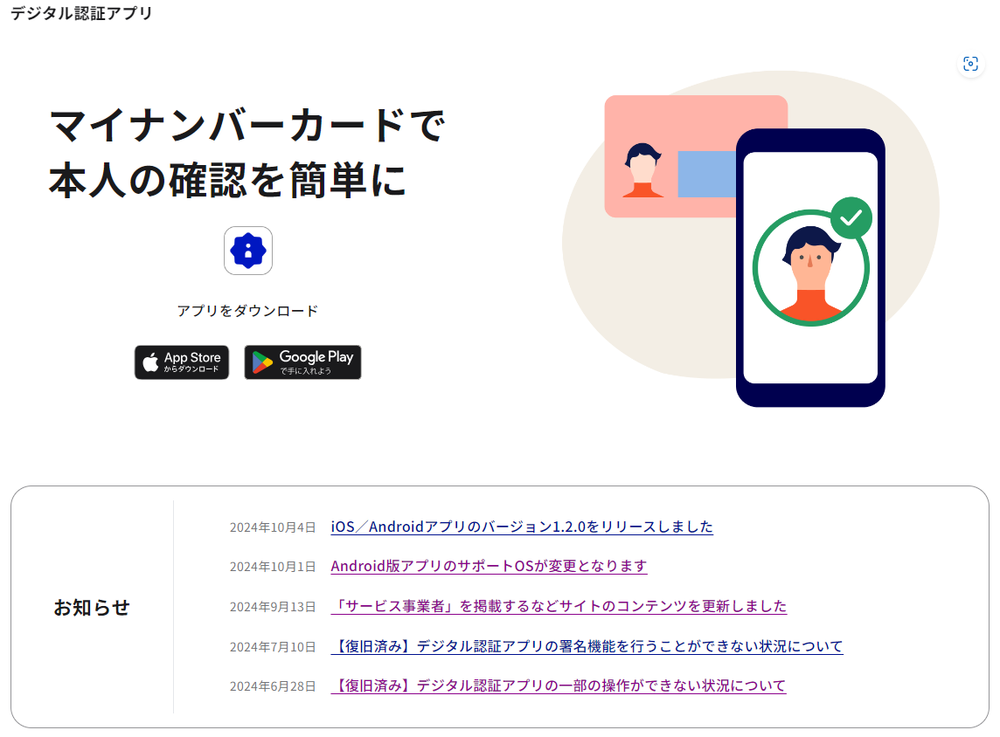 デジタル認証アプリ
マイナンバーカードで
本人の確認を簡単に
アプリをダウンロード
App Store
からダウンロード
Google Play
で手に入れよう
お知らせ
2024年10月4日 iOS／Androidアプリのバージョン1.2.0をリリースしました
2024年10月1日 Android版アプリのサポートOSが変更となります
2024年9月13日 「サービス事業者」を掲載するなどサイトのコンテンツを更新しました
2024年7月10日 【復旧済み】デジタル認証アプリの署名機能を行うことができない状況について
2024年6月28日 【復旧済み】デジタル認証アプリの一部の操作ができない状況について